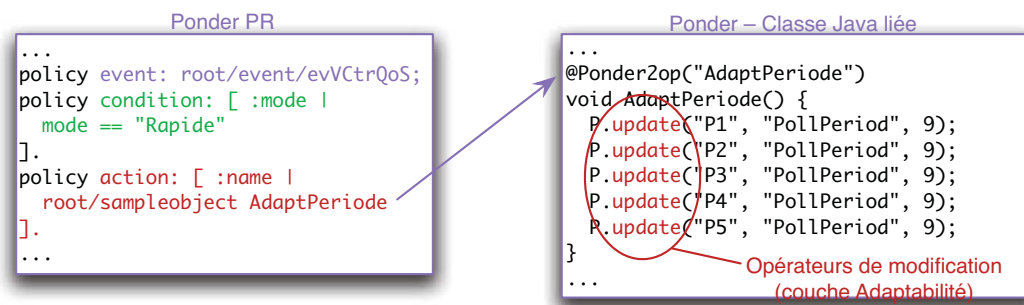 Ponder PR
...
policy event: root/event/evVCtrQoS;
policy condition: [ :mode |
mode == "Rapide"
].
policy action: [ :name |
root/sampleobject AdaptPeriode
].
...
Ponder – Classe Java liée
...
@Ponder2op("AdaptPeriode")
void AdaptPeriode() {
P.update("P1", "PollPeriod", 9);
P.update("P2", "PollPeriod", 9);
P.update("P3", "PollPeriod", 9);
P.update("P4", "PollPeriod", 9);
P.update("P5", "PollPeriod", 9);
}
...
Opérateurs de modification
(couche Adaptabilité)